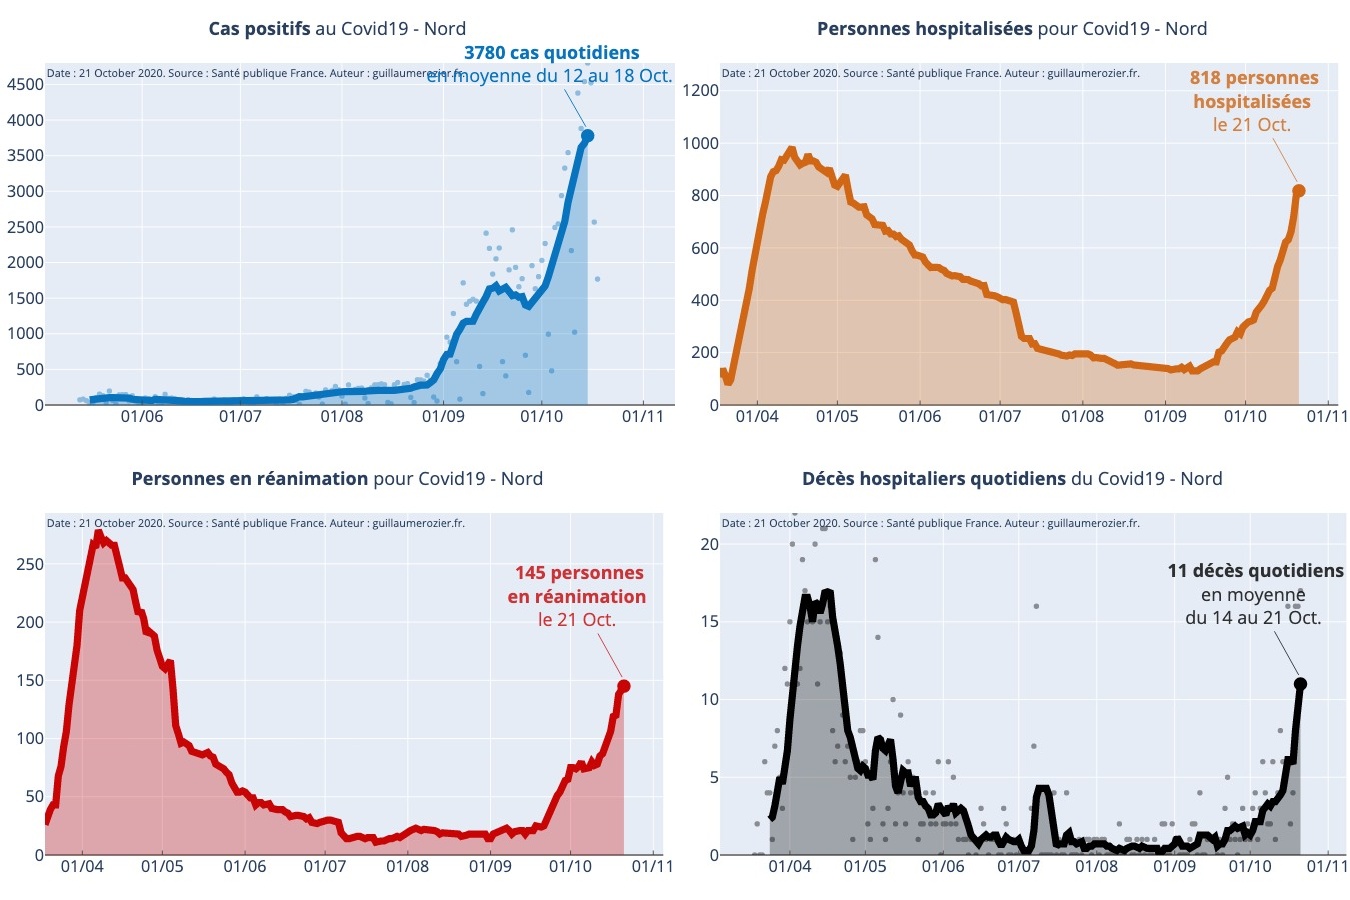 Cas positifs au Covid19 - Nord
3780 cas quotidiens
en moyenne du 12 au 18 Oct.
Date : 21 October 2020. Source : Santé publique France. Auteur : guillaumerozier.fr.
4500
4000
3500
3000
2500
2000
1500
1000
500
0
01/06 01/07 01/08 01/09 01/10 01/11
Personnes hospitalisées pour Covid19 - Nord
Date : 21 October 2020. Source : Santé publique France. Auteur : guillaumerozier.fr.
818 personnes
hospitalisées
le 21 Oct.
1200
1000
800
600
400
200
0
01/04 01/05 01/06 01/07 01/08 01/09 01/10 01/11
Personnes en réanimation pour Covid19 - Nord
Date : 21 October 2020. Source : Santé publique France. Auteur : guillaumerozier.fr.
145 personnes
en réanimation
le 21 Oct.
250
200
150
100
50
0
01/04 01/05 01/06 01/07 01/08 01/09 01/10 01/11
Décès hospitaliers quotidiens du Covid19 - Nord
Date : 21 October 2020. Source : Santé publique France. Auteur : guillaumerozier.fr.
11 décès quotidiens
en moyenne
du 14 au 21 Oct.
20
15
10
5
0
01/04 01/05 01/06 01/07 01/08 01/09 01/10 01/11